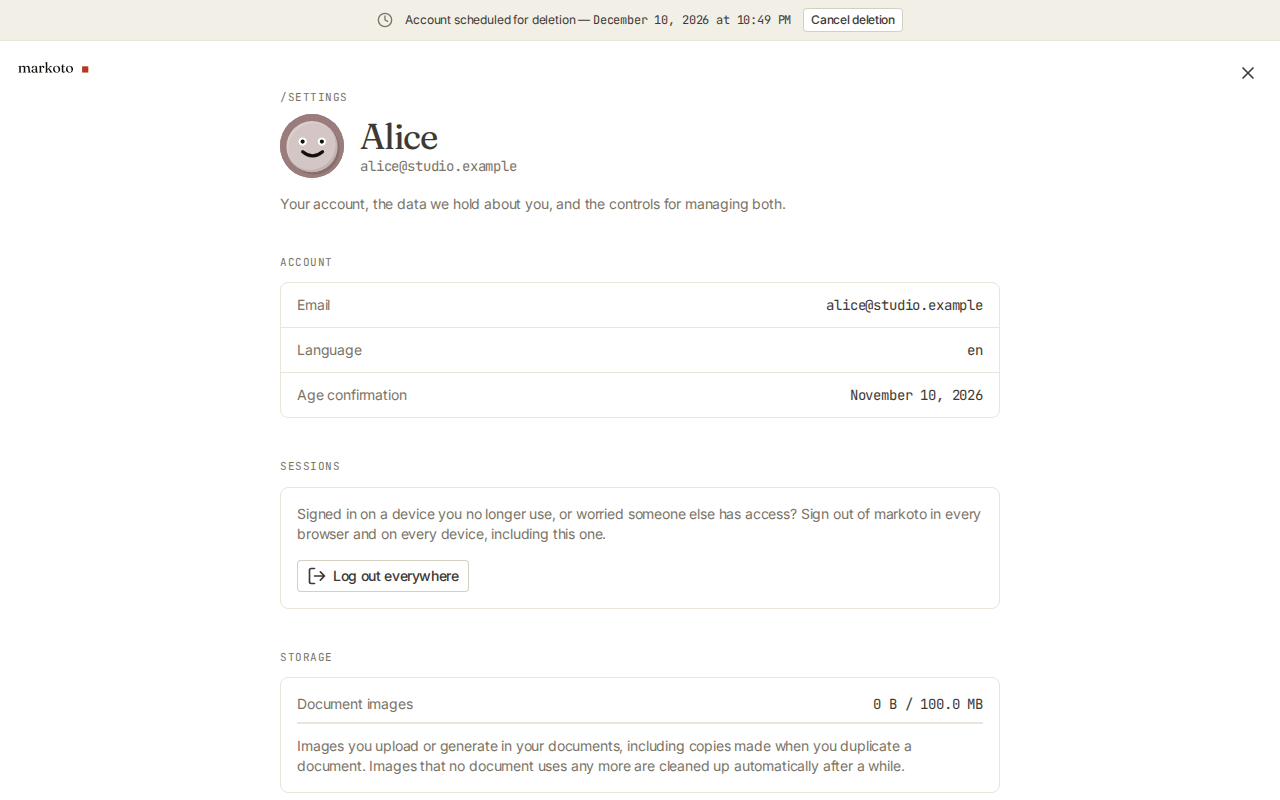 Account scheduled for deletion — December 10, 2026 at 10:49 PM Cancel deletion
markoto
/SETTINGS
Alice
alice@studio.example
Your account, the data we hold about you, and the controls for managing both.
ACCOUNT
Email alice@studio.example
Language en
Age confirmation November 10, 2026
SESSIONS
Signed in on a device you no longer use, or worried someone else has access? Sign out of markoto in every
browser and on every device, including this one.
Log out everywhere
STORAGE
Document images 0 B / 100.0 MB
Images you upload or generate in your documents, including copies made when you duplicate a
document. Images that no document uses any more are cleaned up automatically after a while.